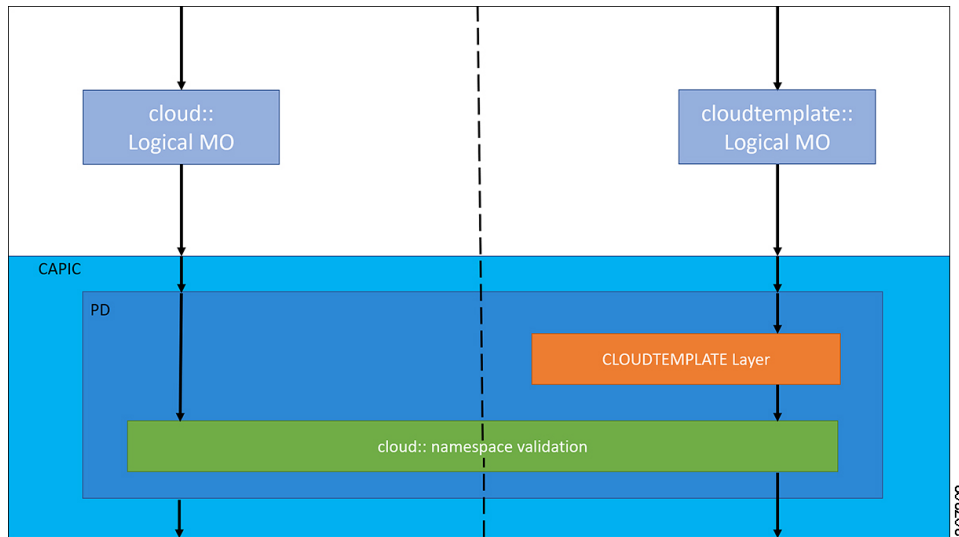 cloud::
Logical MO
cloudtemplate::
Logical MO
CAPIC
PD
CLOUDTEMPLATE Layer
cloud:: namespace validation